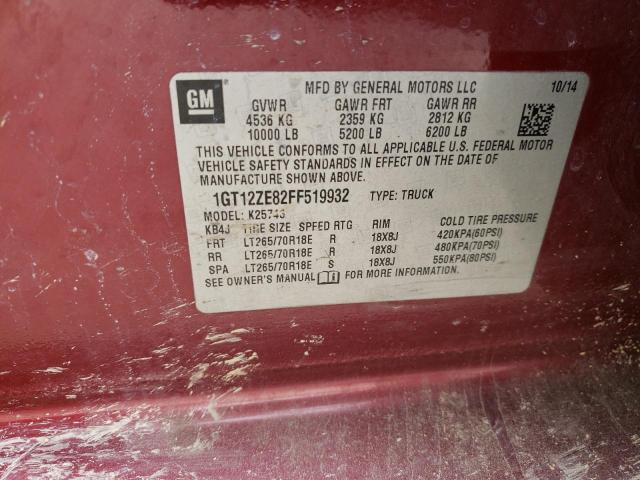 GM
MFD BY GENERAL MOTORS LLC 10/14
GVWR GAWR FRT GAWR RR
4536 KG 2359 KG 2812 KG
10000 LB 5200 LB 6200 LB
THIS VEHICLE CONFORMS TO ALL APPLICABLE U.S. FEDERAL MOTOR
VEHICLE SAFETY STANDARDS IN EFFECT ON THE DATE OF
MANUFACTURE SHOWN ABOVE.
1GT12ZE82FF519932 TYPE: TRUCK
MODEL: K25743
KB4J TIRE SIZE SPEED RTG RIM COLD TIRE PRESSURE
FRT LT265/70R18E R 18X8J 420KPA(60PSI)
RR LT265/70R18E R 18X8J 480KPA(70PSI)
SPA LT265/70R18E S 18X8J 550KPA(80PSI)
SEE OWNER'S MANUAL FOR MORE INFORMATION.